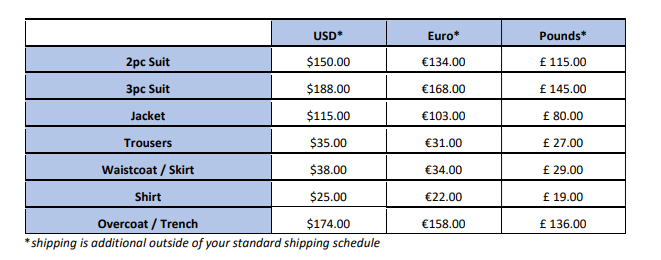 USD* Euro* Pounds*
2pc Suit $150.00 €134.00 £ 115.00
3pc Suit $188.00 €168.00 £ 145.00
Jacket $115.00 €103.00 £ 80.00
Trousers $35.00 €31.00 £ 27.00
Waistcoat / Skirt $38.00 €34.00 £ 29.00
Shirt $25.00 €22.00 £ 19.00
Overcoat / Trench $174.00 €158.00 £ 136.00
*shipping is additional outside of your standard shipping schedule